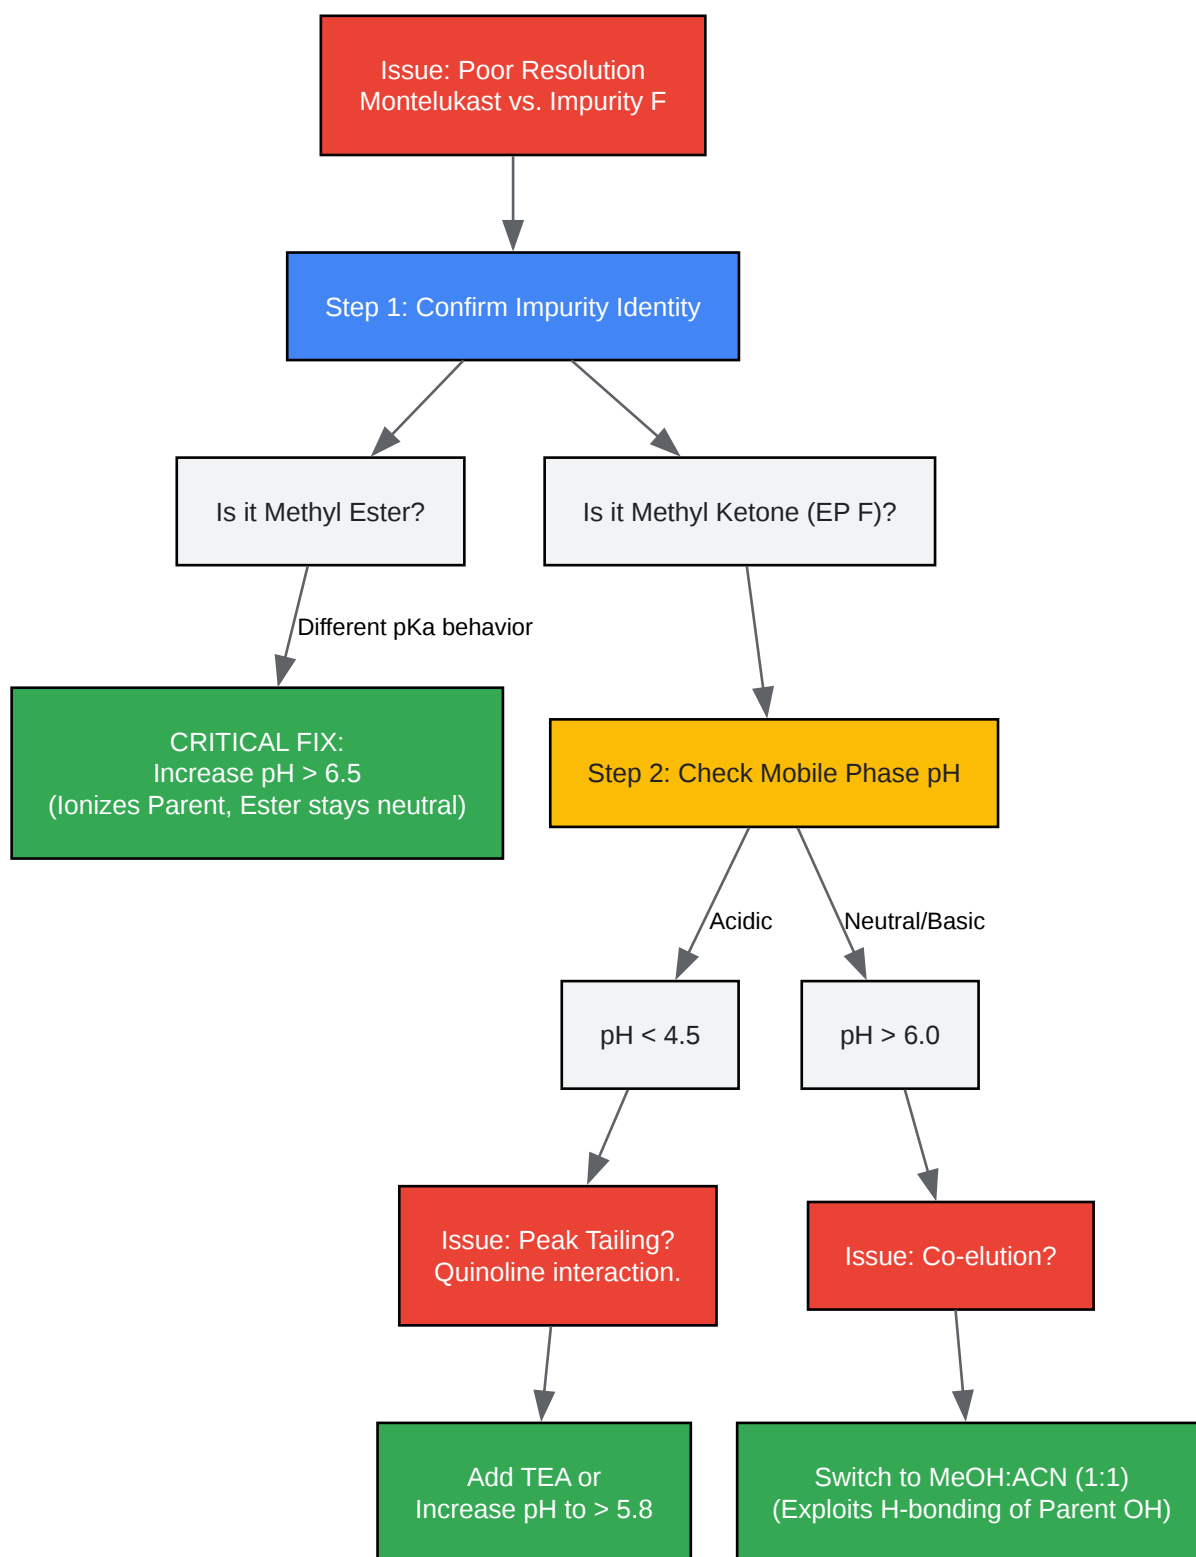 Issue: Poor Resolution
Montelukast vs. Impurity F
Step 1: Confirm Impurity Identity
Is it Methyl Ester?
Is it Methyl Ketone (EP F)?
Different pKa behavior
CRITICAL FIX:
Increase pH > 6.5
(Ionizes Parent, Ester stays neutral)
Step 2: Check Mobile Phase pH
Acidic
Neutral/Basic
pH < 4.5
pH > 6.0
Issue: Peak Tailing?
Quinoline interaction.
Issue: Co-elution?
Add TEA or
Increase pH to > 5.8
Switch to MeOH:ACN (1:1)
(Exploits H-bonding of Parent OH)